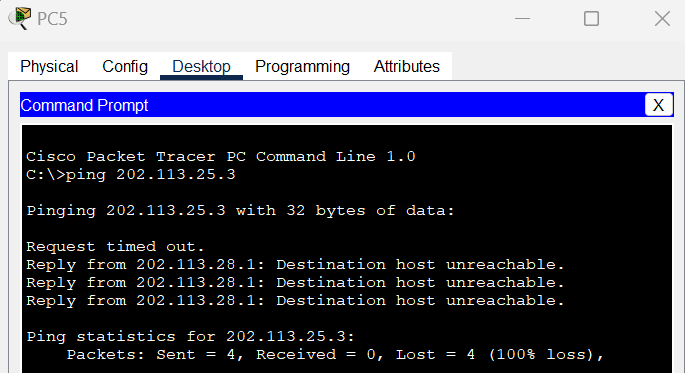 PC5
Physical Config Desktop Programming Attributes
Command Prompt X
Cisco Packet Tracer PC Command Line 1.0
C:\>ping 202.113.25.3
Pinging 202.113.25.3 with 32 bytes of data:
Request timed out.
Reply from 202.113.28.1: Destination host unreachable.
Reply from 202.113.28.1: Destination host unreachable.
Reply from 202.113.28.1: Destination host unreachable.
Ping statistics for 202.113.25.3:
Packets: Sent = 4, Received = 0, Lost = 4 (100% loss),